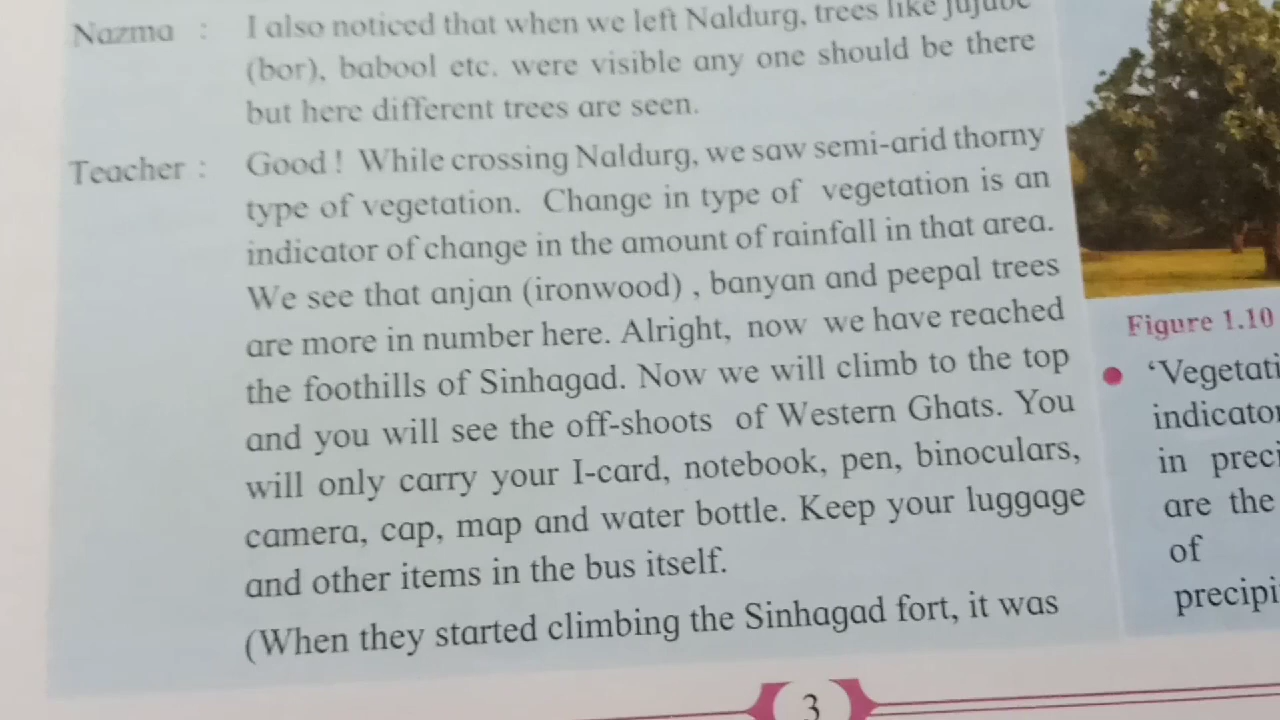 Nazma : I also noticed that when we left Naldurg, trees like jujube
(bor), babool etc. were visible any one should be there
but here different trees are seen.
Teacher : Good ! While crossing Naldurg, we saw semi-arid thorny
type of vegetation. Change in type of vegetation is an
indicator of change in the amount of rainfall in that area.
We see that anjan (ironwood) , banyan and peepal trees
are more in number here. Alright, now we have reached
the foothills of Sinhagad. Now we will climb to the top
and you will see the off-shoots of Western Ghats. You
will only carry your I-card, notebook, pen, binoculars,
camera, cap, map and water bottle. Keep your luggage
and other items in the bus itself.
(When they started climbing the Sinhagad fort, it was
Figure 1.10
• ‘Vegetati
indicator
in preci
are the
of
precipi
3